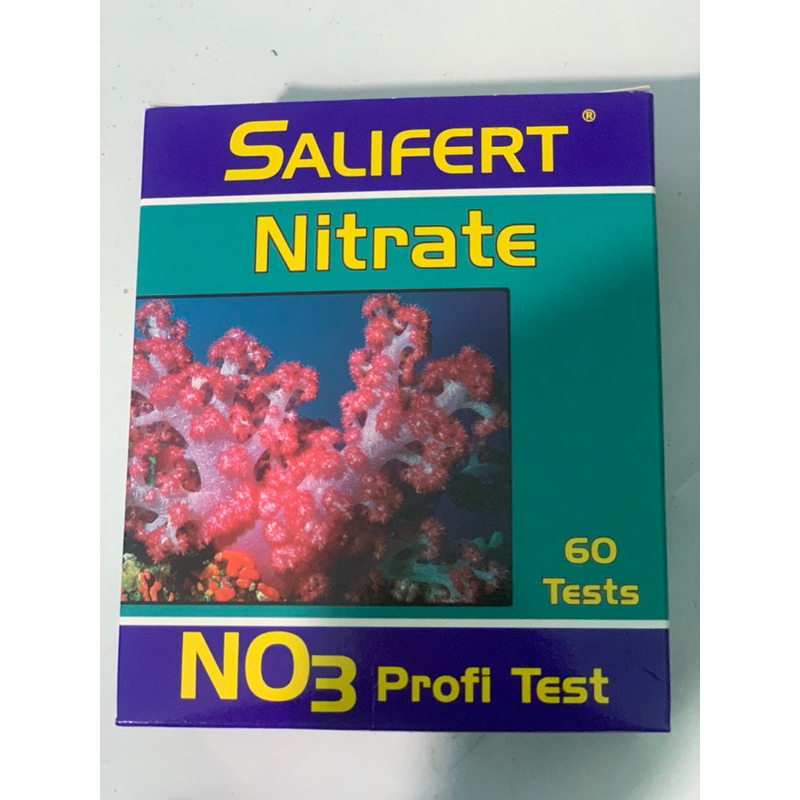 SALIFERT ®
Nitrate
60
Tests
NO3 Profi Test